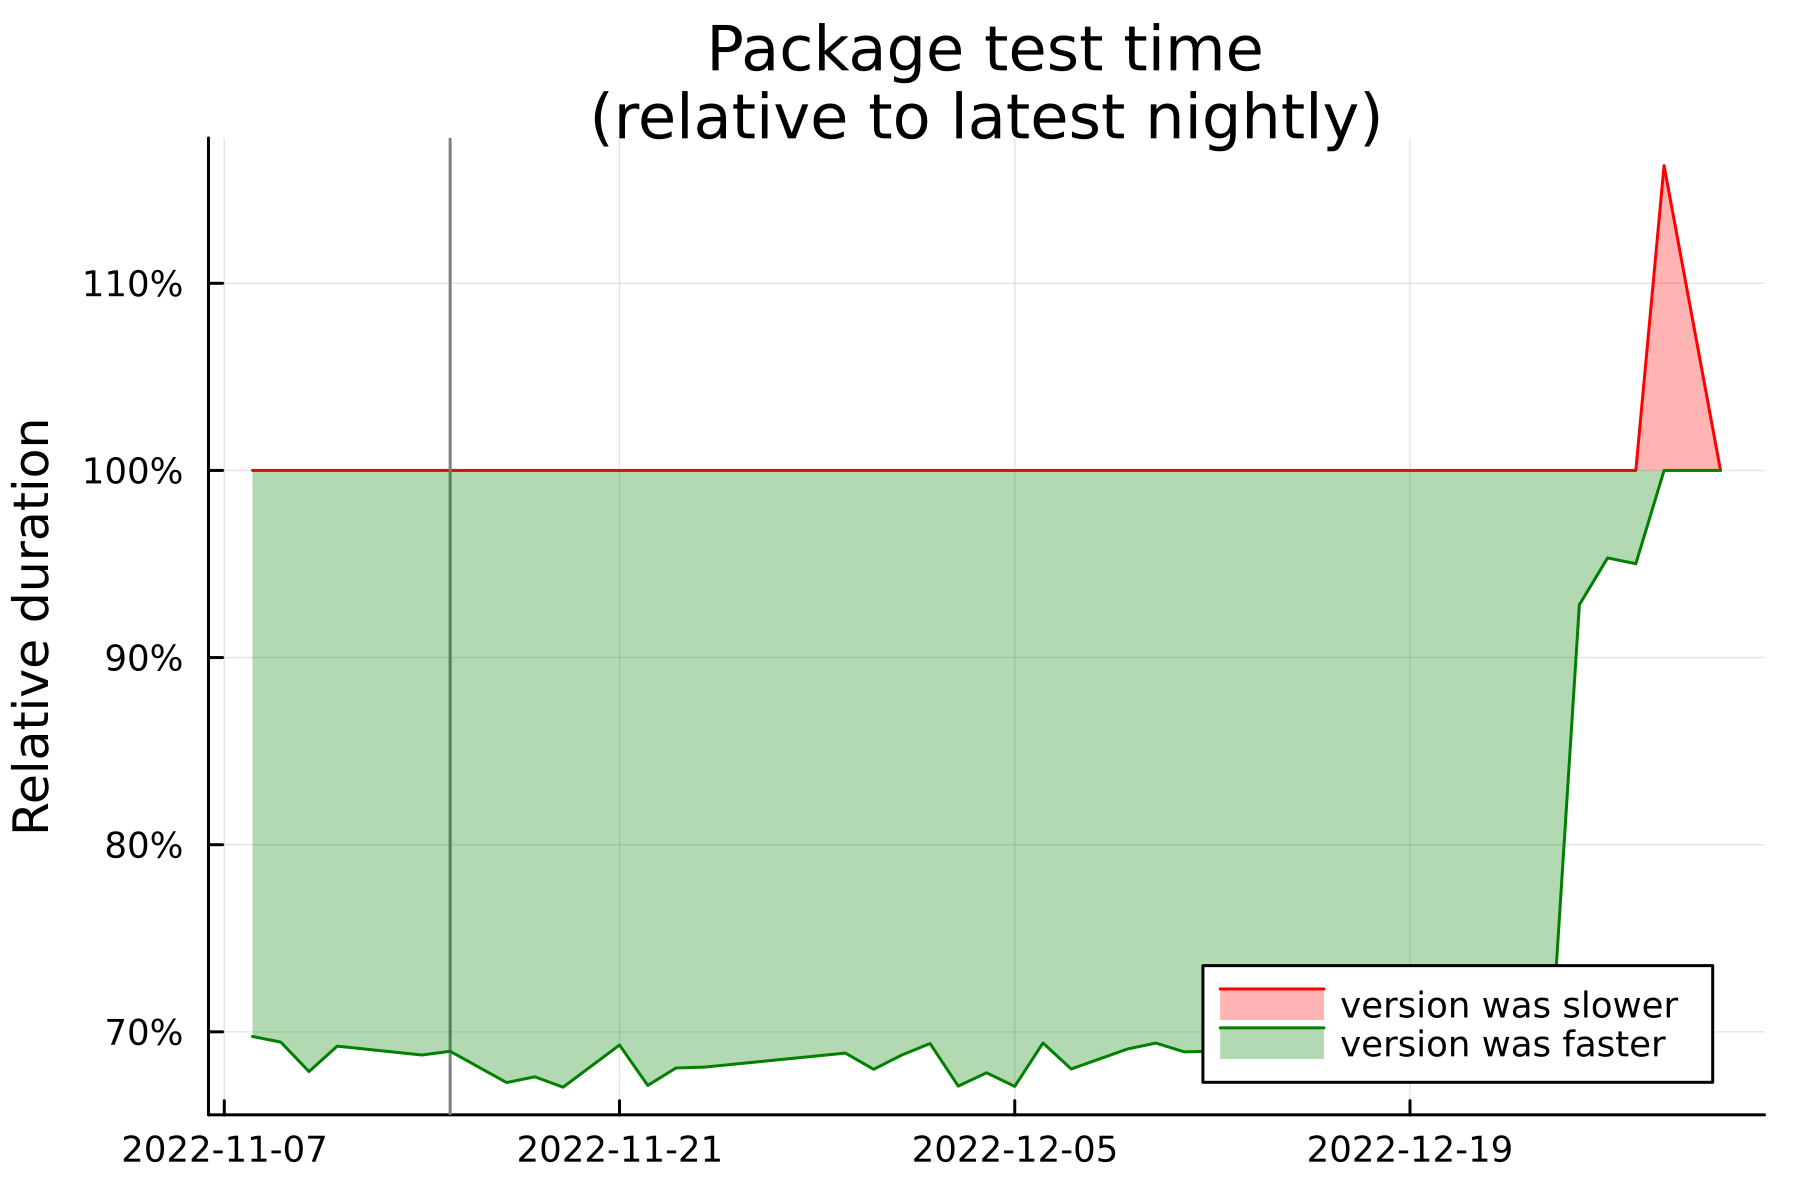 Package test time
(relative to latest nightly)
Relative duration
110%
100%
90%
80%
70%
version was slower
version was faster
2022-11-07
2022-11-21
2022-12-05
2022-12-19